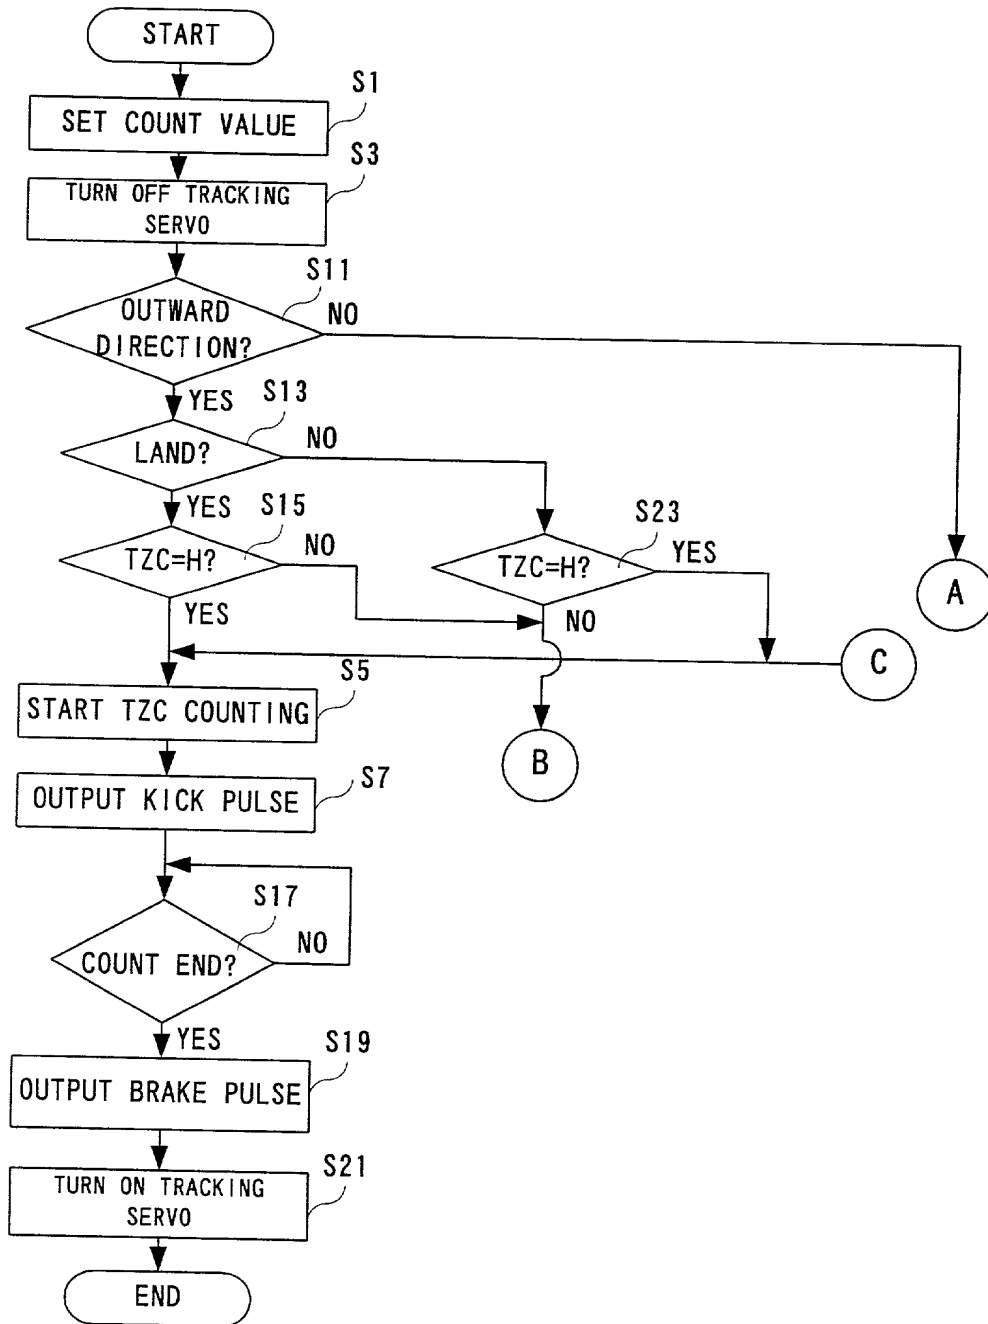 START
S1
SET COUNT VALUE
S3
TURN OFF TRACKING
SERVO
S11
OUTWARD
DIRECTION?
NO
YES
S13
LAND?
NO
YES
S15
TZC=H?
NO
YES
S23
TZC=H?
YES
NO
A
C
S5
START TZC COUNTING
B
S7
OUTPUT KICK PULSE
S17
COUNT END?
NO
YES
S19
OUTPUT BRAKE PULSE
S21
TURN ON TRACKING
SERVO
END